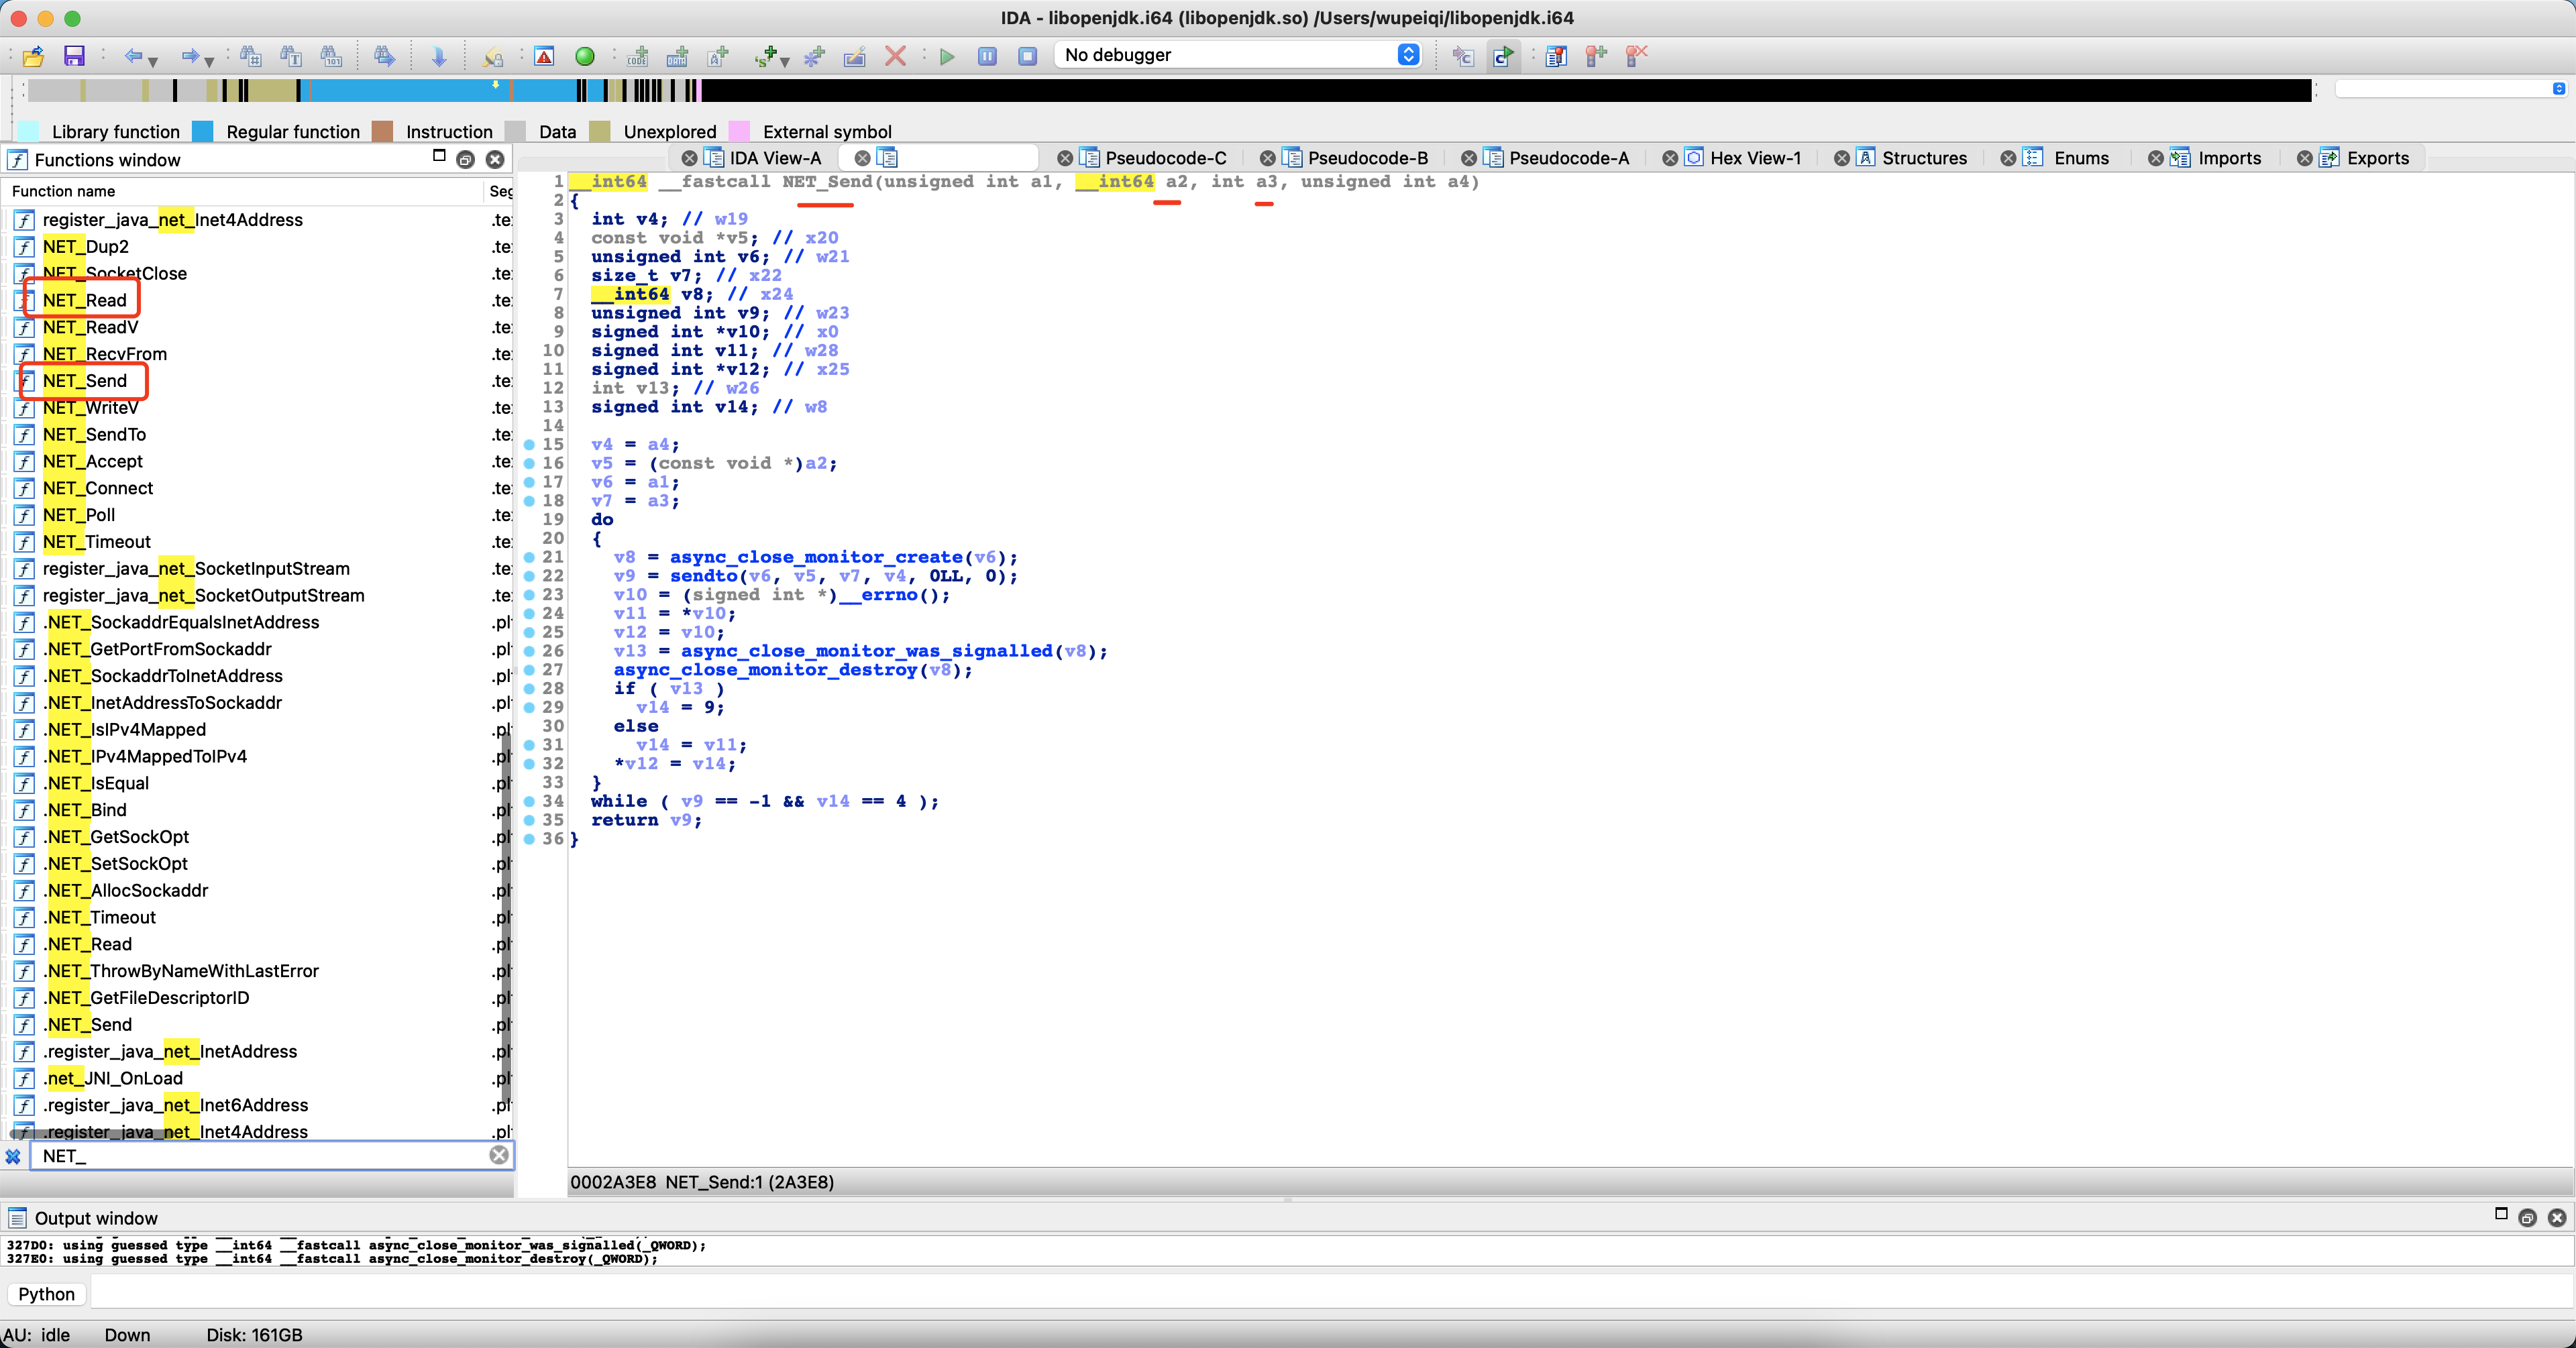 IDA - libopenjdk.i64 (libopenjdk.so) /Users/wupeiqi/libopenjdk.i64
No debugger
Library function Regular function Instruction Data Unexplored External symbol
Functions window
Function name Seg
register_java_net_Inet4Address .te
NET_Dup2 .te
NET_SocketClose .te
NET_Read .te
NET_ReadV .te
NET_RecvFrom .te
NET_Send .te
NET_WriteV .te
NET_SendTo .te
NET_Accept .te
NET_Connect .te
NET_Poll .te
NET_Timeout .te
register_java_net_SocketInputStream .te
register_java_net_SocketOutputStream .te
.NET_SockaddrEqualsInetAddress .pl
.NET_GetPortFromSockaddr .pl
.NET_SockaddrToInetAddress .pl
.NET_InetAddressToSockaddr .pl
.NET_IsIPv4Mapped .pl
.NET_IPv4MappedToIPv4 .pl
.NET_IsEqual .pl
.NET_Bind .pl
.NET_GetSockOpt .pl
.NET_SetSockOpt .pl
.NET_AllocSockaddr .pl
.NET_Timeout .pl
.NET_Read .pl
.NET_ThrowByNameWithLastError .pl
.NET_GetFileDescriptorID .pl
.NET_Send .pl
.register_java_net_InetAddress .pl
.net_JNI_OnLoad .pl
.register_java_net_Inet6Address .pl
.register_java_net_Inet4Address .pl
NET_
IDA View-A Pseudocode-C Pseudocode-B Pseudocode-A Hex View-1 Structures Enums Imports Exports
1 __int64 __fastcall NET_Send(unsigned int a1, __int64 a2, int a3, unsigned int a4)
2 {
3 int v4; // w19
4 const void *v5; // x20
5 unsigned int v6; // w21
6 size_t v7; // x22
7 __int64 v8; // x24
8 unsigned int v9; // w23
9 signed int *v10; // x0
10 signed int v11; // w28
11 signed int *v12; // x25
12 int v13; // w26
13 signed int v14; // w8
14
15 v4 = a4;
16 v5 = (const void *)a2;
17 v6 = a1;
18 v7 = a3;
19 do
20 {
21 v8 = async_close_monitor_create(v6);
22 v9 = sendto(v6, v5, v7, v4, 0LL, 0);
23 v10 = (signed int *)__errno();
24 v11 = *v10;
25 v12 = v10;
26 v13 = async_close_monitor_was_signalled(v8);
27 async_close_monitor_destroy(v8);
28 if ( v13 )
29 v14 = 9;
30 else
31 v14 = v11;
32 *v12 = v14;
33 }
34 while ( v9 == -1 && v14 == 4 );
35 return v9;
36 }
0002A3E8 NET_Send:1 (2A3E8)
Output window
327D0: using guessed type __int64 __fastcall async_close_monitor_was_signalled(_QWORD);
327E0: using guessed type __int64 __fastcall async_close_monitor_destroy(_QWORD);
Python
AU: idle Down Disk: 161GB